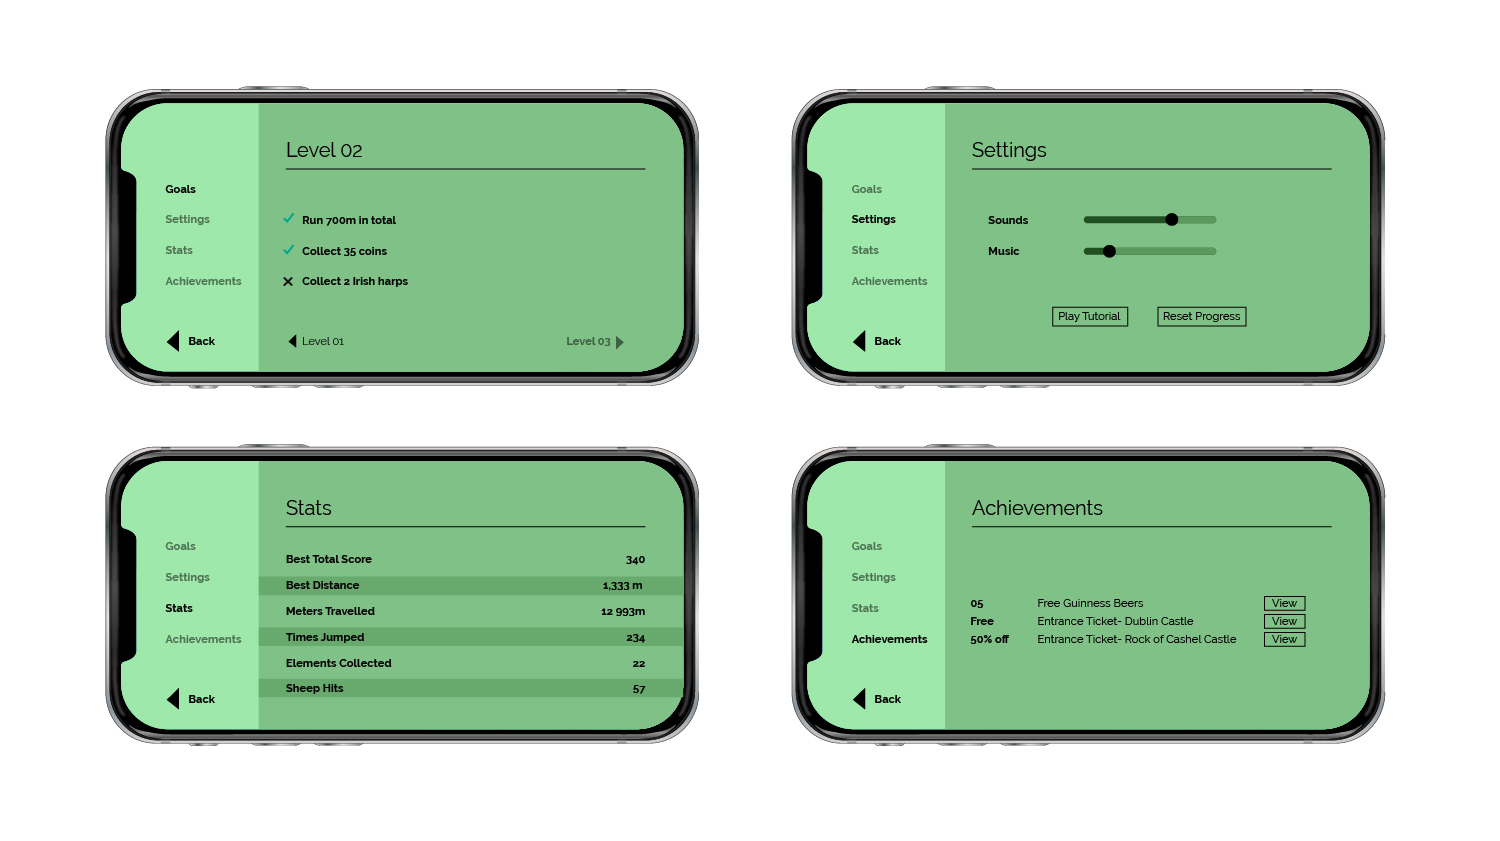 Level 02
Goals
Settings
Stats
Achievements
Back
Run 700m in total
Collect 35 coins
Collect 2 Irish harps
Level 01
Level 03
Settings
Goals
Settings
Stats
Achievements
Back
Sounds
Music
Play Tutorial
Reset Progress
Stats
Goals
Settings
Stats
Achievements
Back
Best Total Score 340
Best Distance 1,333 m
Meters Travelled 12 993m
Times Jumped 234
Elements Collected 22
Sheep Hits 57
Achievements
Goals
Settings
Stats
Achievements
Back
05 Free Guinness Beers View
Free Entrance Ticket- Dublin Castle View
50% off Entrance Ticket- Rock of Cashel Castle View